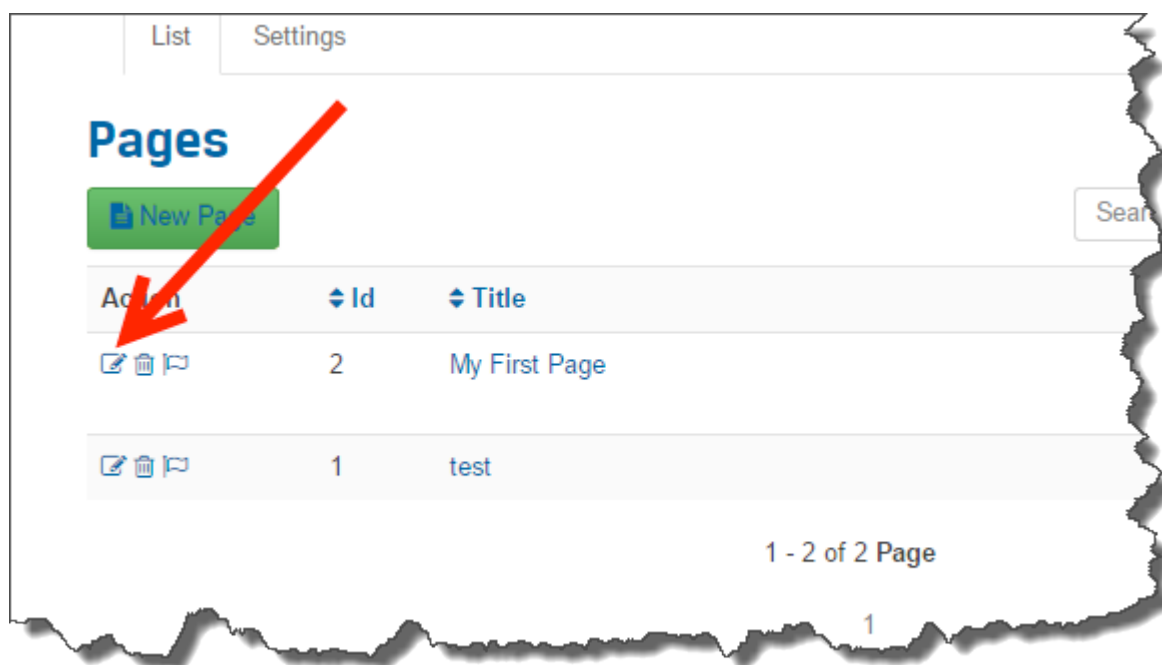 List Settings
Pages
New Page
Action Id Title
2 My First Page
1 test
1 - 2 of 2 Page
1